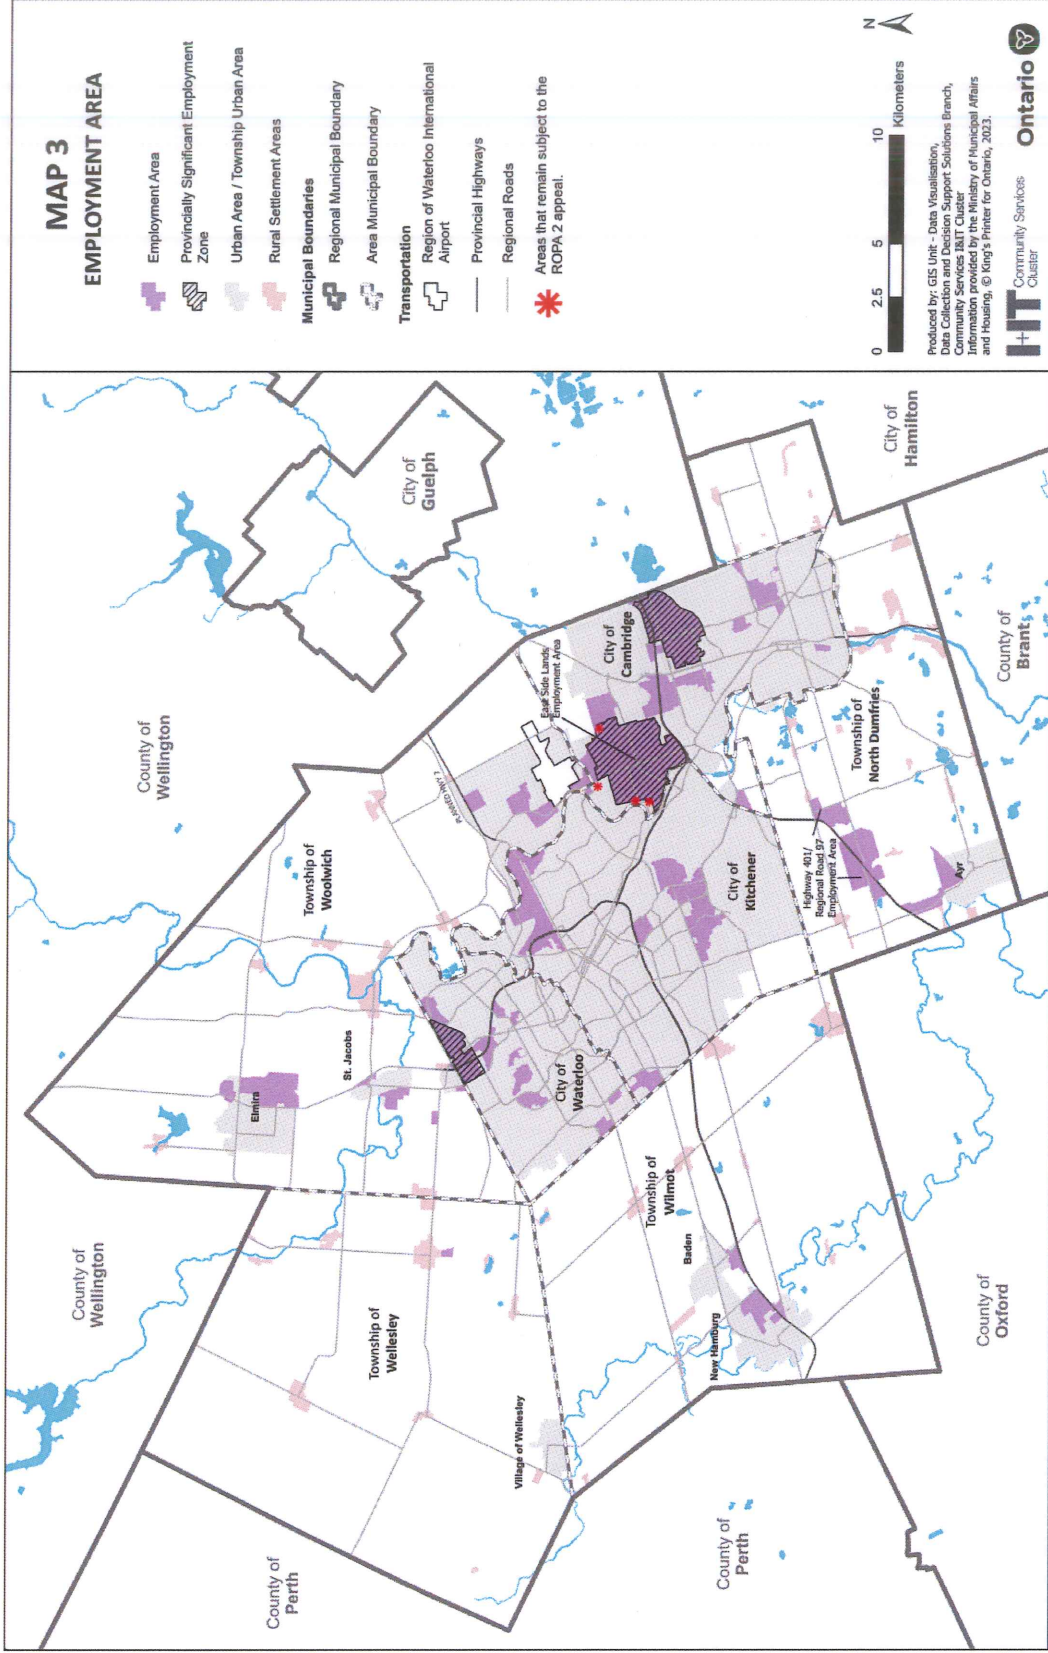 MAP 3
EMPLOYMENT AREA
Employment Area
Provincially Significant Employment
Zone
Urban Area / Township Urban Area
Rural Settlement Areas
Municipal Boundaries
Regional Municipal Boundary
Area Municipal Boundary
Transportation
Region of Waterloo International
Airport
Provincial Highways
Regional Roads
Areas that remain subject to the
ROPA 2 appeal.
N
0 2.5 5 10
Kilometers
Produced by: GIS Unit - Data Visualisation,
Data Collection and Decision Support Solutions Branch,
Community Services I&IT Cluster
Information provided by the Ministry of Municipal Affairs
and Housing, © King's Printer for Ontario, 2023.
I+IT
Community Services
Cluster
Ontario
County of
Wellington
County of
Wellington
City of
Guelph
Township of
Woolwich
Elmira
St. Jacobs
PLANNED HWY 7
East Side Lands
Employment Area
City of
Cambridge
City of
Hamilton
Township of
Wellesley
City of
Waterloo
City of
Kitchener
Township of
North Dumfries
County of
Brant
Highway 401/
Regional Road 97
Employment Area
Ayr
Township of
Wilmot
Baden
New Hamburg
Village of Wellesley
County of
Perth
County of
Perth
County of
Oxford